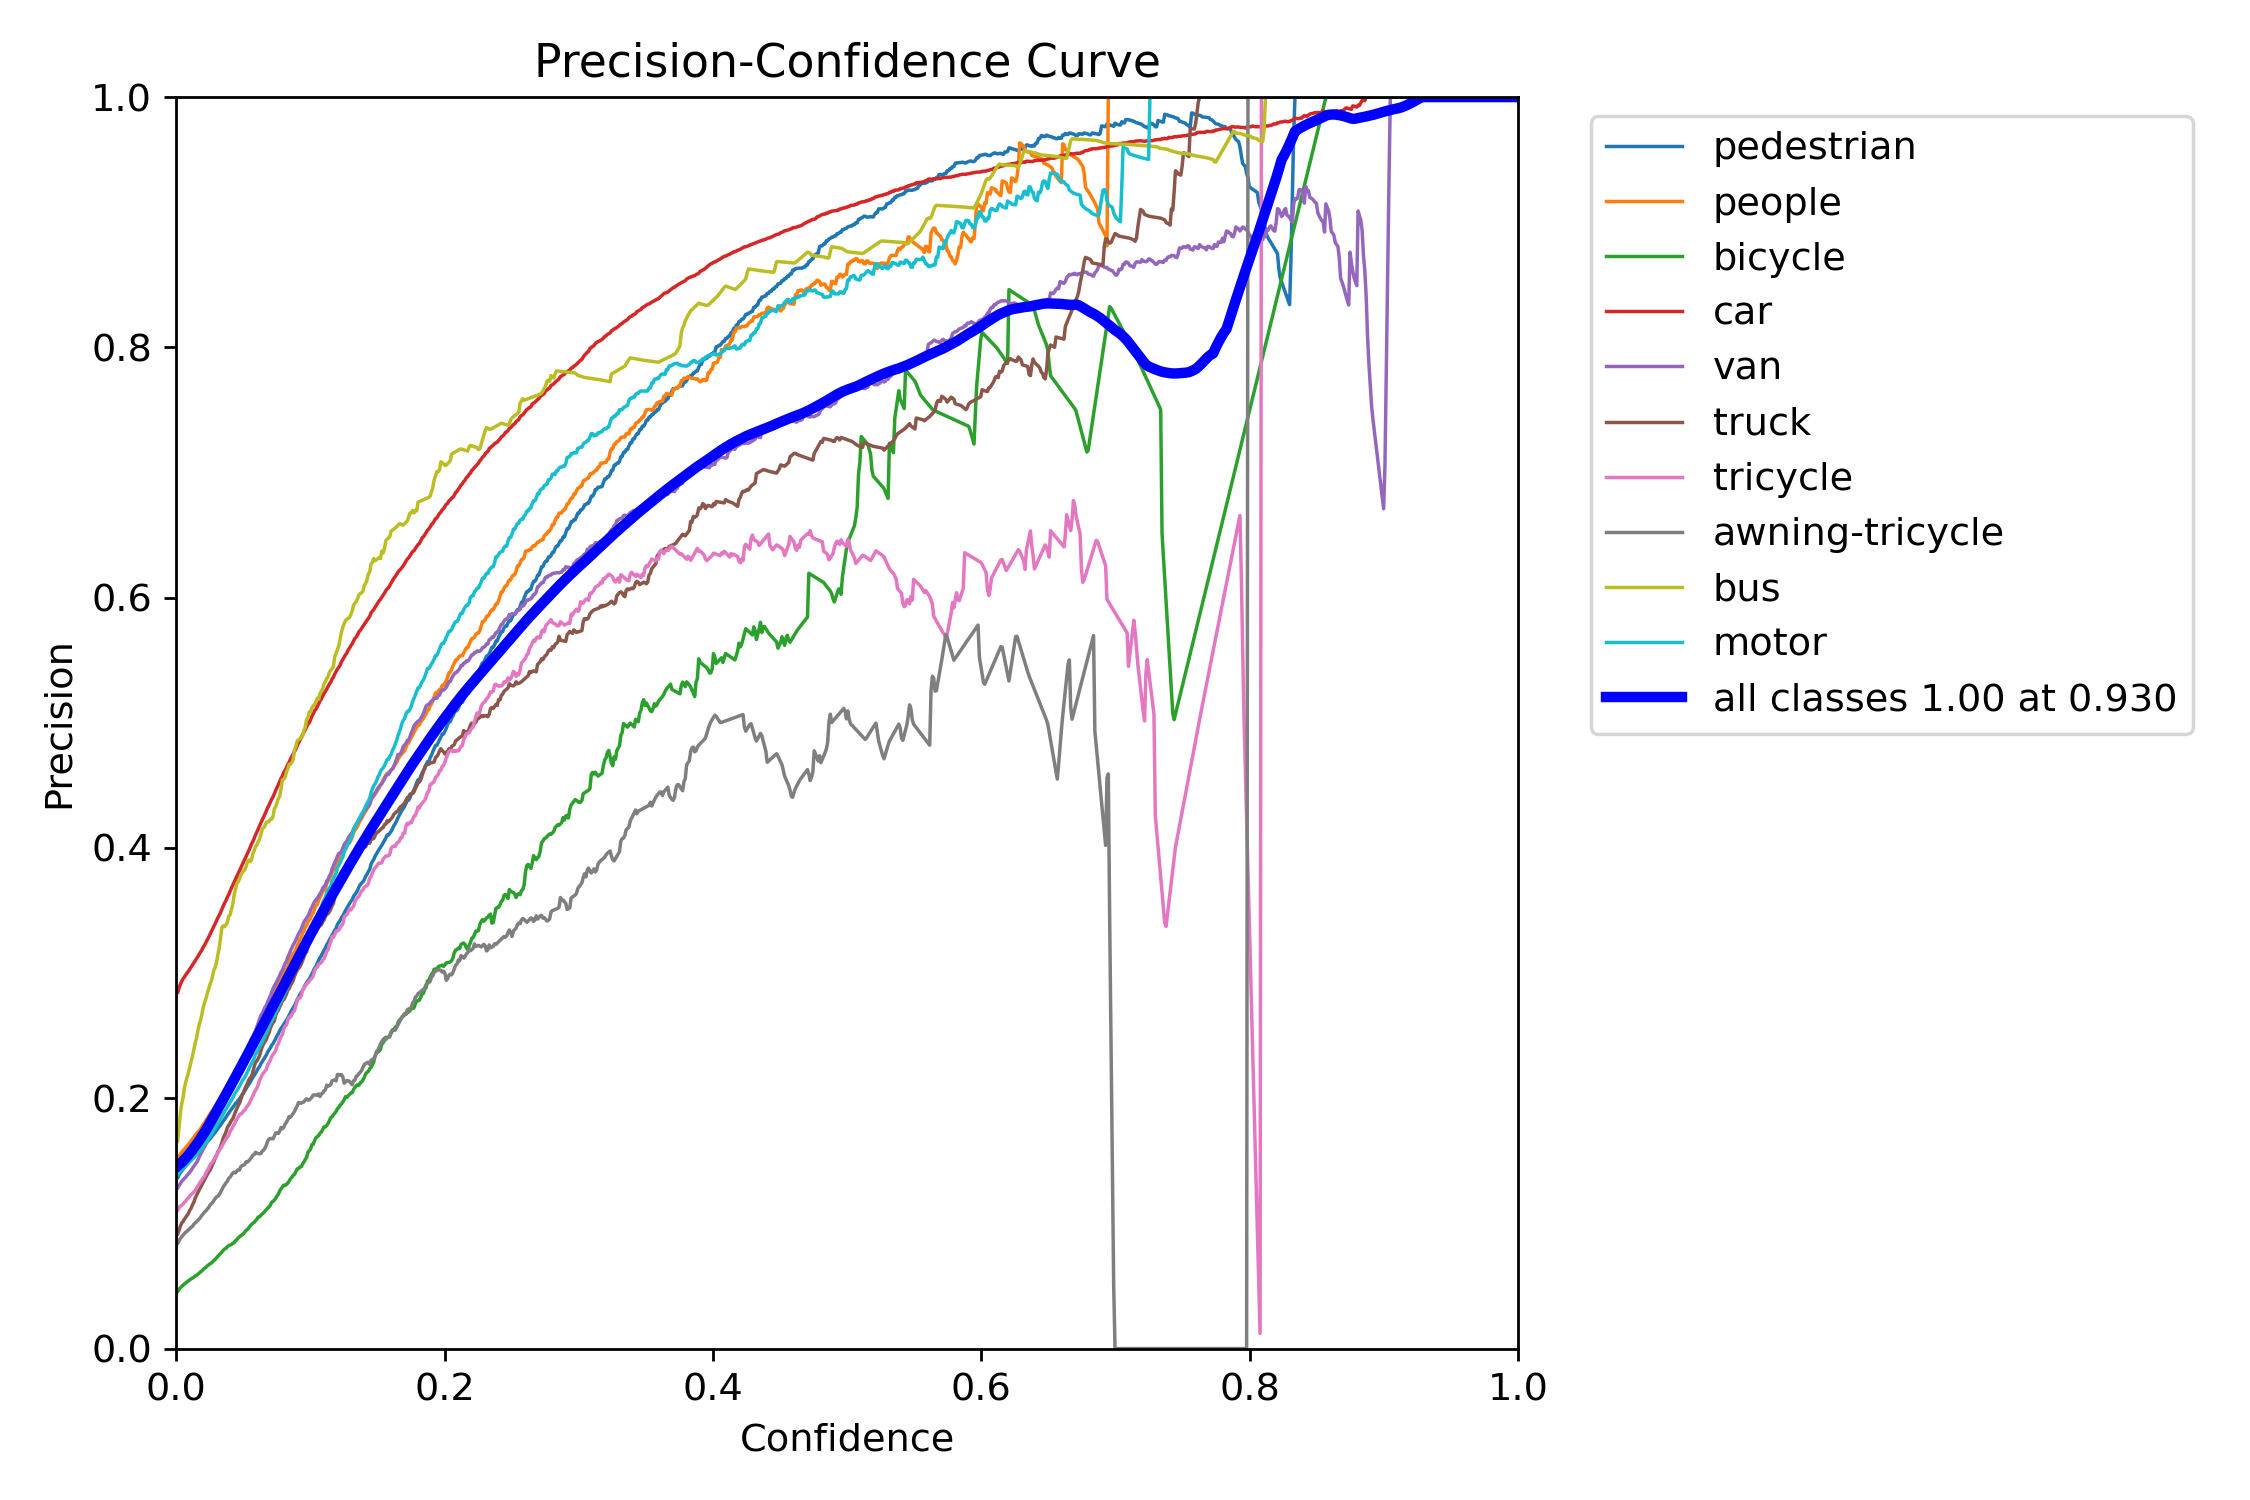 Precision-Confidence Curve
1.0
0.8
0.6
0.4
0.2
0.0
Precision
0.0 0.2 0.4 0.6 0.8 1.0
Confidence
pedestrian
people
bicycle
car
van
truck
tricycle
awning-tricycle
bus
motor
all classes 1.00 at 0.930